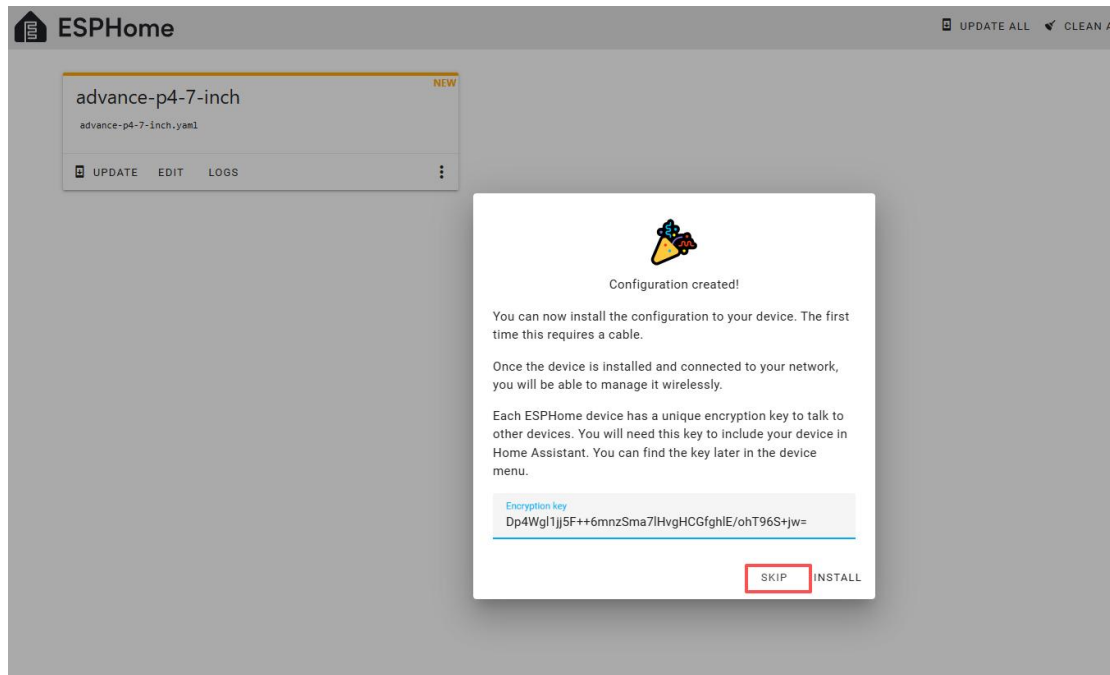 ESPHome
UPDATE ALL CLEAN A
NEW
advance-p4-7-inch
advance-p4-7-inch.yaml
UPDATE EDIT LOGS
Configuration created!
You can now install the configuration to your device. The first
time this requires a cable.
Once the device is installed and connected to your network,
you will be able to manage it wirelessly.
Each ESPHome device has a unique encryption key to talk to
other devices. You will need this key to include your device in
Home Assistant. You can find the key later in the device
menu.
Encryption key
Dp4Wgl1jj5F++6mnzSma7lHvgHCGfghlE/ohT96S+jw=
SKIP INSTALL